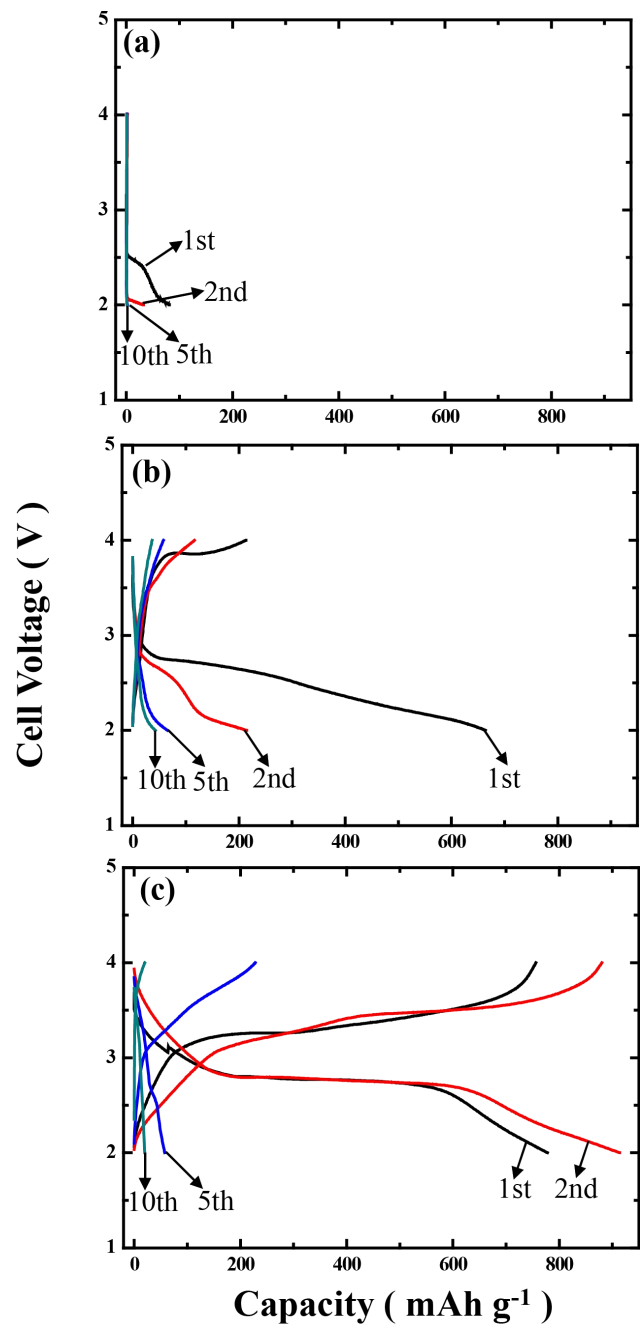 5
(a)
4
3
1st
2nd
2
10th 5th
1
0 200 400 600 800
5
(b)
4
Cell Voltage ( V )
3
2
10th 5th 2nd 1st
1
0 200 400 600 800
5
(c)
4
3
2
10th 5th 1st 2nd
1
0 200 400 600 800
Capacity ( mAh g-1 )